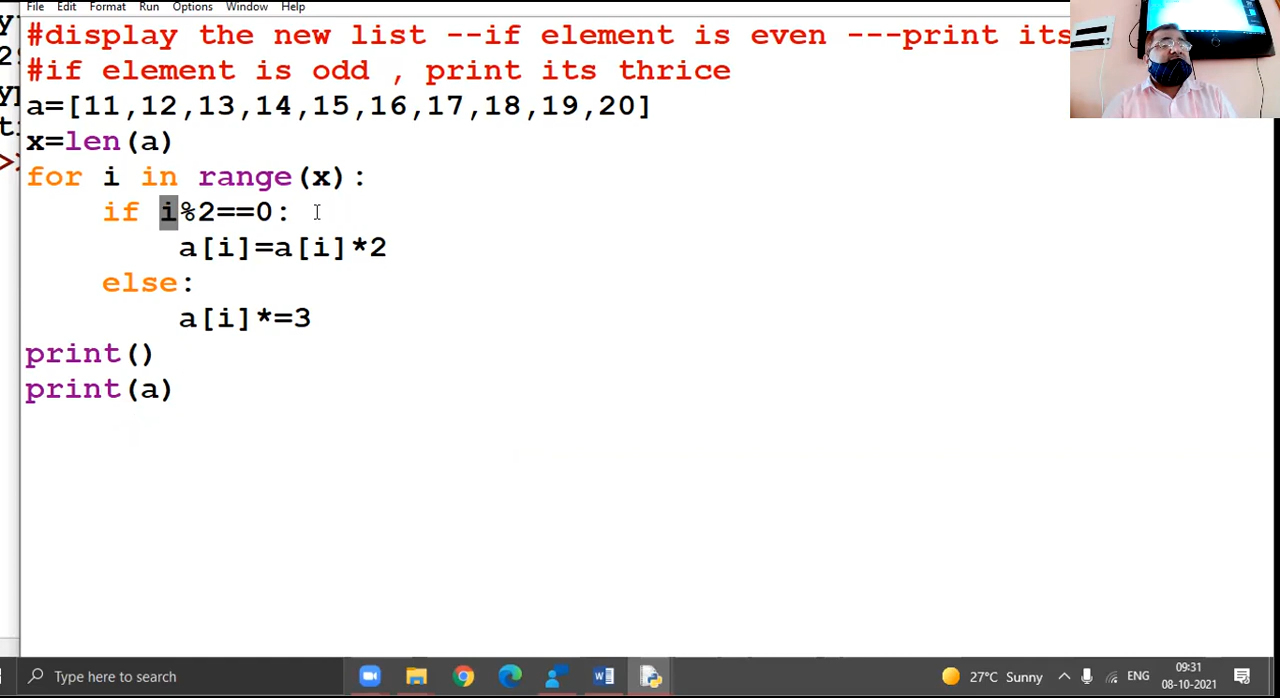 File Edit Format Run Options Window Help
#display the new list --if element is even ---print its
#if element is odd , print its thrice
a=[11,12,13,14,15,16,17,18,19,20]
x=len(a)
for i in range(x):
if i%2==0:
a[i]=a[i]*2
else:
a[i]*=3
print()
print(a)
Type here to search
27°C Sunny
ENG
09:31
08-10-2021